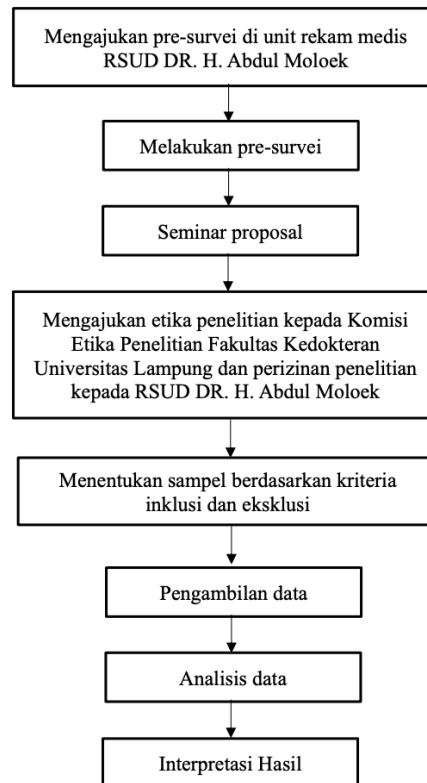 Mengajukan pre-survei di unit rekam medis
RSUD DR. H. Abdul Moloek
Melakukan pre-survei
Seminar proposal
Mengajukan etika penelitian kepada Komisi
Etika Penelitian Fakultas Kedokteran
Universitas Lampung dan perizinan penelitian
kepada RSUD DR. H. Abdul Moloek
Menentukan sampel berdasarkan kriteria
inklusi dan eksklusi
Pengambilan data
Analisis data
Interpretasi Hasil